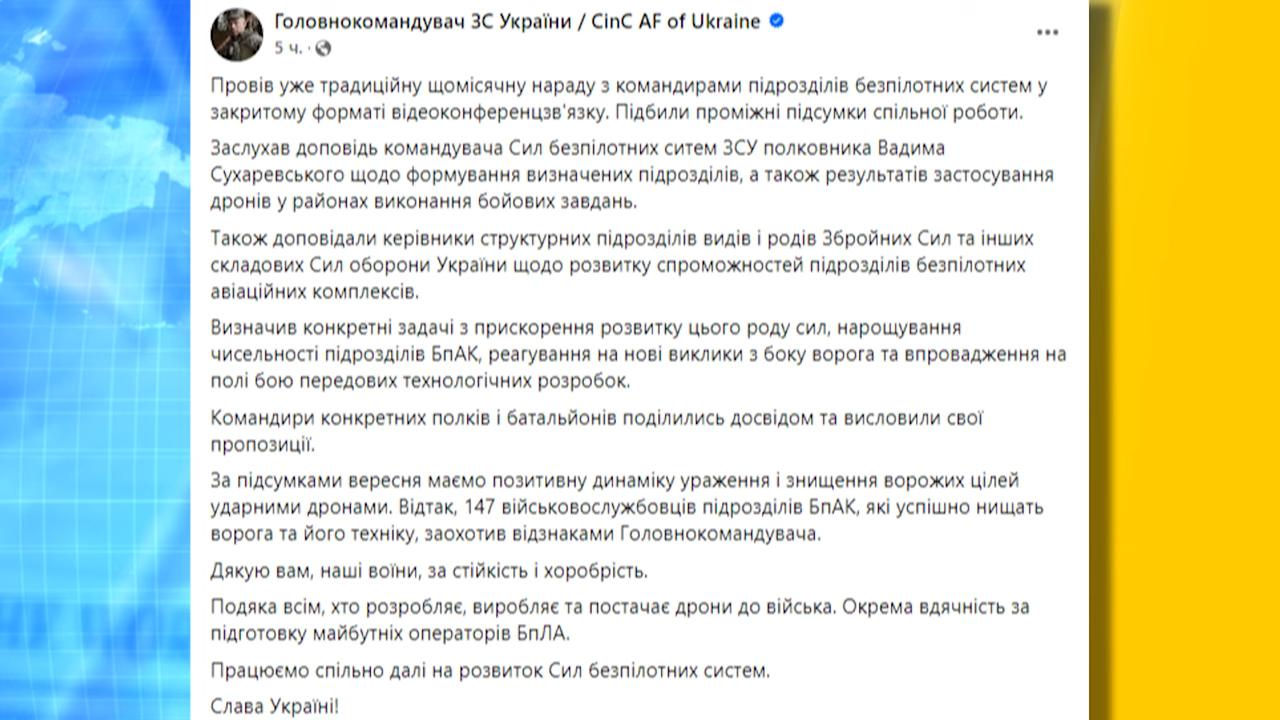 Головнокомандувач ЗС України / CinC AF of Ukraine
5 ч. ·
Провів уже традиційну щомісячну нараду з командирами підрозділів безпілотних систем у
закритому форматі відеоконференцзв'язку. Підбили проміжні підсумки спільної роботи.
Заслухав доповідь командувача Сил безпілотних ситем ЗСУ полковника Вадима
Сухаревського щодо формування визначених підрозділів, а також результатів застосування
дронів у районах виконання бойових завдань.
Також доповідали керівники структурних підрозділів видів і родів Збройних Сил та інших
складових Сил оборони України щодо розвитку спроможностей підрозділів безпілотних
авіаційних комплексів.
Визначив конкретні задачі з прискорення розвитку цього роду сил, нарощування
чисельності підрозділів БпАК, реагування на нові виклики з боку ворога та впровадження на
полі бою передових технологічних розробок.
Командири конкретних полків і батальйонів поділились досвідом та висловили свої
пропозиції.
За підсумками вересня маємо позитивну динаміку ураження і знищення ворожих цілей
ударними дронами. Відтак, 147 військовослужбовців підрозділів БпАК, які успішно нищать
ворога та його техніку, заохотив відзнаками Головнокомандувача.
Дякую вам, наші воїни, за стійкість і хоробрість.
Подяка всім, хто розробляє, виробляє та постачає дрони до війська. Окрема вдячність за
підготовку майбутніх операторів БпЛА.
Працюємо спільно далі на розвиток Сил безпілотних систем.
Слава Україні!